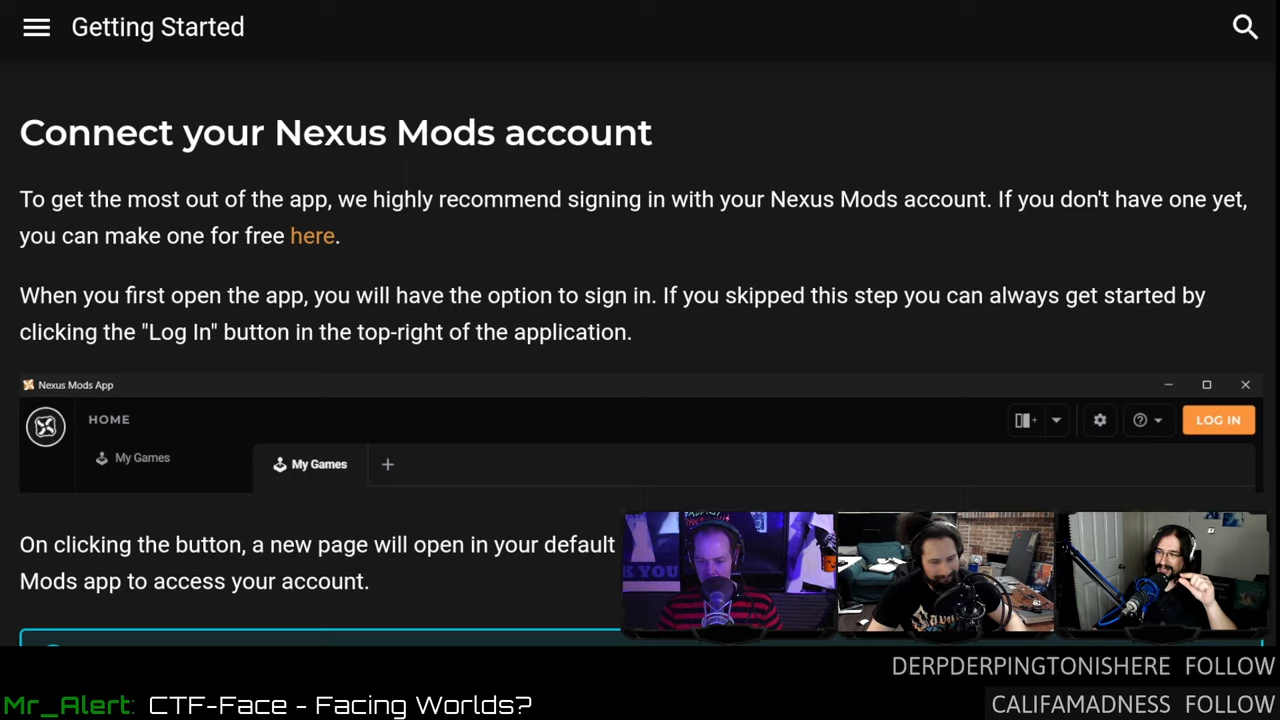 Getting Started
Connect your Nexus Mods account
To get the most out of the app, we highly recommend signing in with your Nexus Mods account. If you don't have one yet,
you can make one for free here.
When you first open the app, you will have the option to sign in. If you skipped this step you can always get started by
clicking the "Log In" button in the top-right of the application.
Nexus Mods App
HOME
LOG IN
My Games
My Games
On clicking the button, a new page will open in your default
Mods app to access your account.
K YOU
DERPDERPINGTONISHERE FOLLOW
Mr_Alert: CTF-Face - Facing Worlds?
CALIFAMADNESS FOLLOW